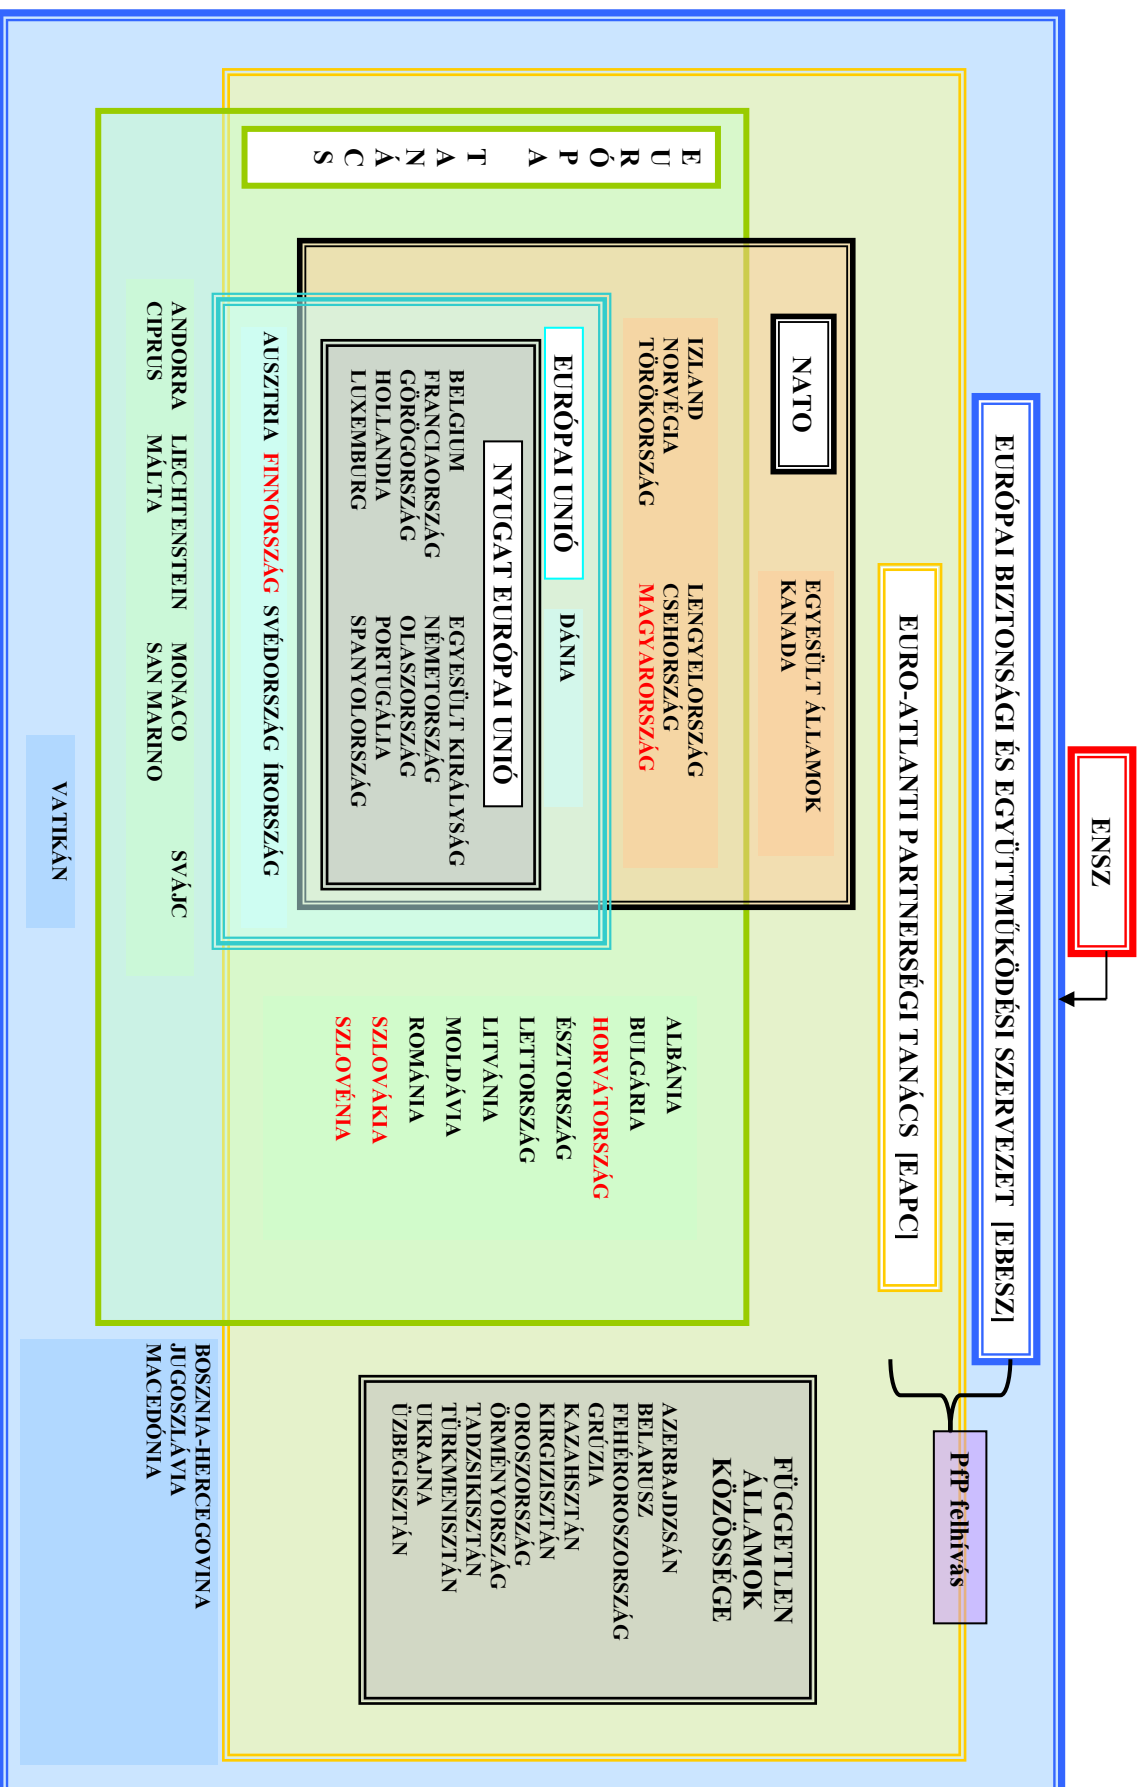 ENSZ
EURÓPAI BIZTONSÁGI ÉS EGYÜTTMŰKÖDÉSI SZERVEZET [EBESZ]
PfP felhívás
EURO-ATLANTI PARTNERSÉGI TANÁCS [EAPC]
NATO
EGYESÜLT ÁLLAMOK
KANADA
EURÓPA TANÁCS
IZLAND
NORVÉGIA
TÖRÖKORSZÁG
LENGYELORSZÁG
CSEHORSZÁG
MAGYARORSZÁG
EURÓPAI UNIÓ
DÁNIA
NYUGAT EURÓPAI UNIÓ
BELGIUM
FRANCIAORSZÁG
GÖRÖGORSZÁG
HOLLANDIA
LUXEMBURG
EGYESÜLT KIRÁLYSÁG
NÉMETORSZÁG
OLASZORSZÁG
PORTUGÁLIA
SPANYOLORSZÁG
AUSZTRIA FINNORSZÁG SVÉDORSZÁG ÍRORSZÁG
ALBÁNIA
BULGÁRIA
HORVÁTORSZÁG
ÉSZTORSZÁG
LETTORSZÁG
LITVÁNIA
MOLDÁVIA
ROMÁNIA
SZLOVÁKIA
SZLOVÉNIA
FÜGGETLEN
ÁLLAMOK
KÖZÖSSÉGE
AZERBAJDZSÁN
BELARUSZ
FEHÉROROSZORSZÁG
GRÚZIA
KAZAHSZTÁN
KIRGIZISZTÁN
OROSZORSZÁG
ÖRMÉNYORSZÁG
TADZSIKISZTÁN
TÜRKMENISZTÁN
UKRAJNA
ÜZBEGISZTÁN
ANDORRA LIECHTENSTEIN MONACO SVÁJC
CIPRUS MÁLTA SAN MARINO
BOSZNIA-HERCEGOVINA
JUGOSZLÁVIA
MACEDÓNIA
VATIKÁN